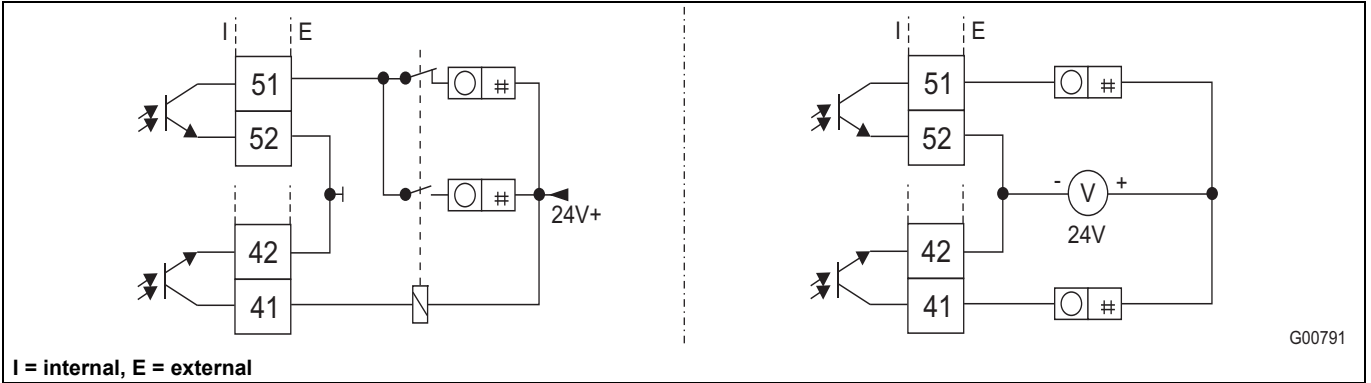 I E
51
52
42
41
24V+
I E
51
52
- V +
24V
42
41
G00791
I = internal, E = external